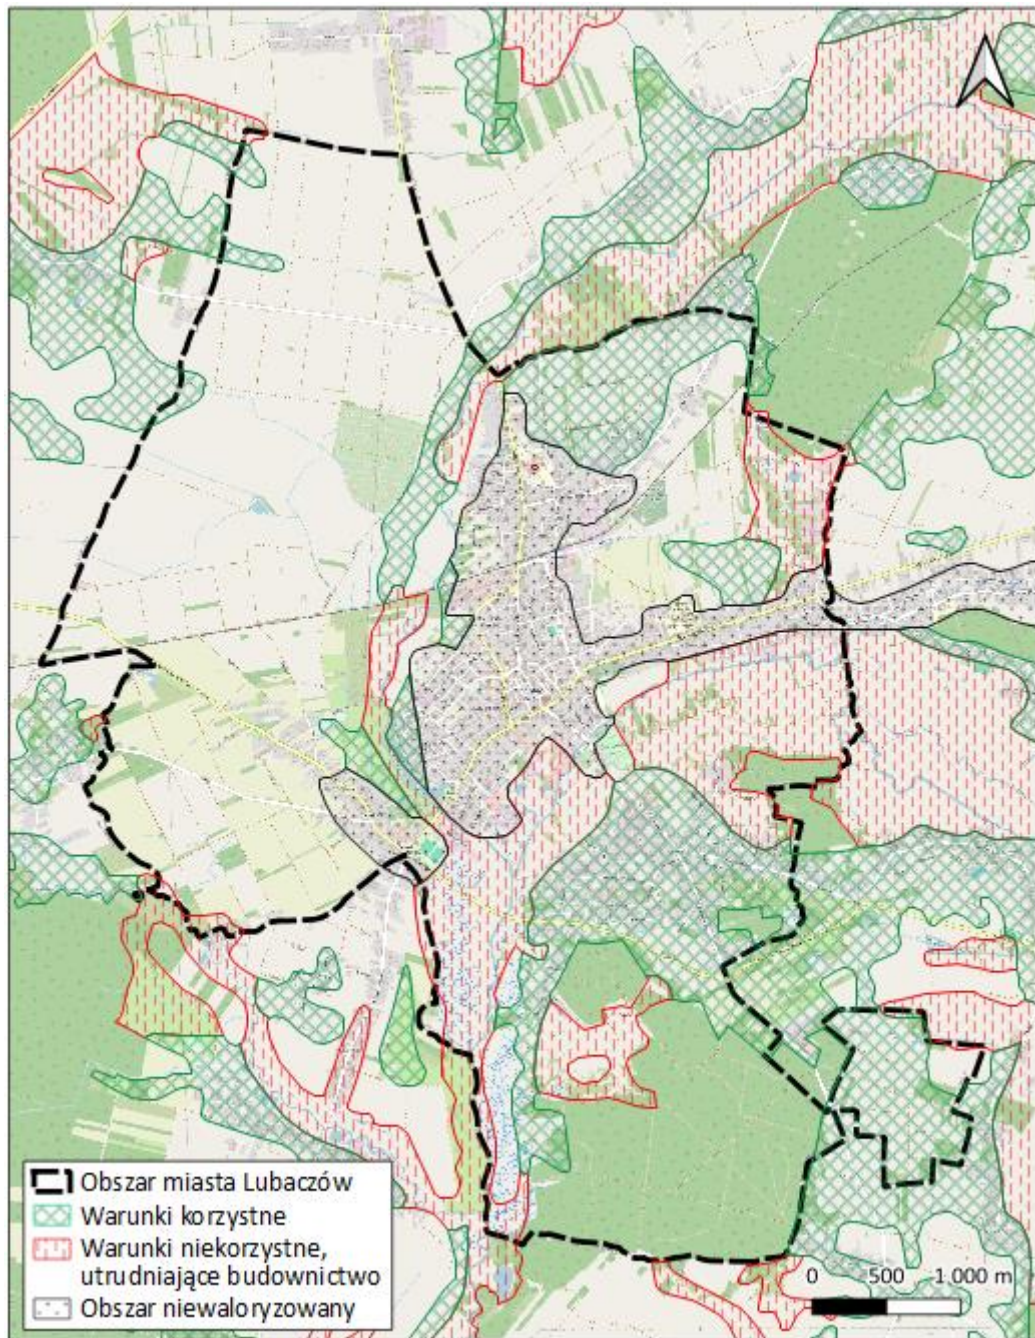 Obszar miasta Lubaczów
Warunki korzystne
Warunki niekorzystne,
utrudniające budownictwo
Obszar niewaloryzowany
0 500 1 000 m